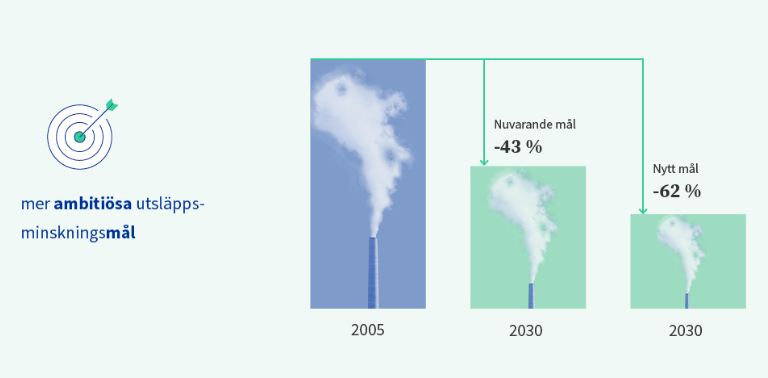 mer ambitiösa utsläpps-
minskningsmål
Nuvarande mål
-43 %
Nytt mål
-62 %
2005
2030
2030